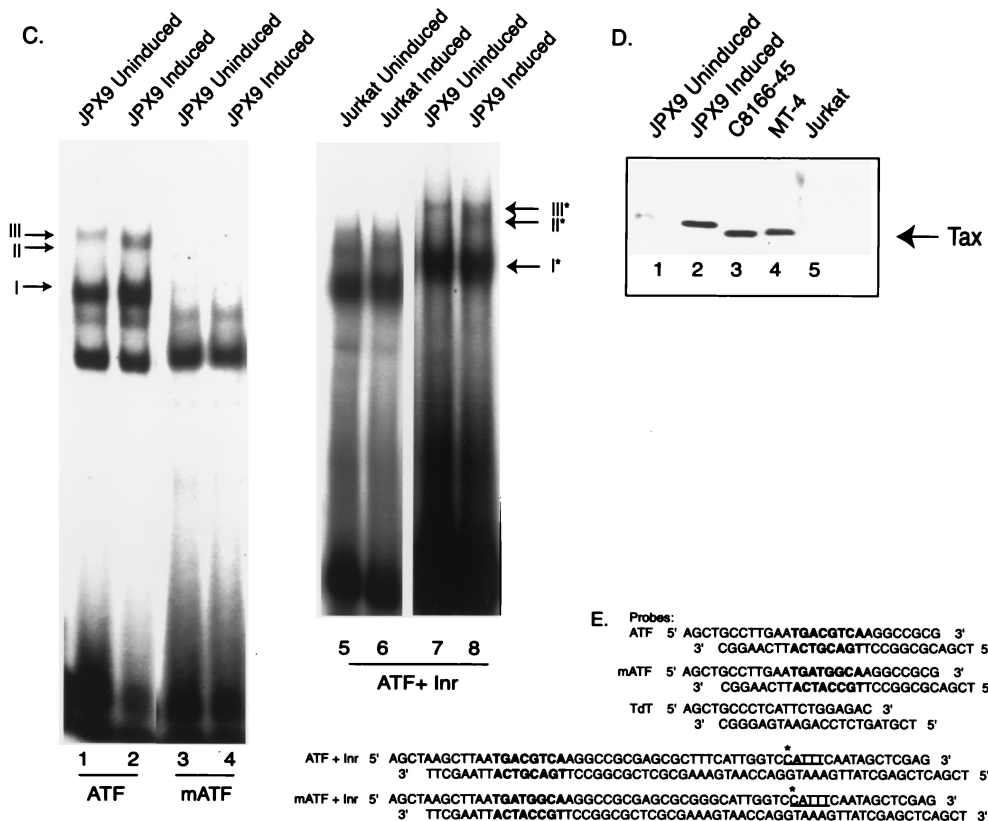 C.
JPX9 Uninduced
JPX9 Induced
JPX9 Uninduced
JPX9 Induced
III
II
I
1 2 3 4
ATF mATF
Jurkat Uninduced
Jurkat Induced
JPX9 Uninduced
JPX9 Induced
III*
II*
I*
5 6 7 8
ATF+ Inr
D.
JPX9 Uninduced
JPX9 Induced
C8166-45
MT-4
Jurkat
Tax
1 2 3 4 5
E. Probes:
ATF 5' AGCTGCCTTGAATGACGTCAAGGCCGCG 3'
3' CGGAACTTACTGCAGTTCCGGCGCAGCT 5'
mATF 5' AGCTGCCTTGAATGATGGCAAGGCCGCG 3'
3' CGGAACTTACTACCGTTCCGGCGCAGCT 5'
TdT 5' AGCTGCCCTCATTCTGGAGAC 3'
3' CGGGAGTAAGACCTCTGATGCT 5'
*
ATF + Inr 5' AGCTAAGCTTAATGACGTCAAGGCCGCGAGCGCTTTCATTGGTCCATTTCAATAGCTCGAG 3'
3' TTCGAATTACTGCAGTTCCGGCGCTCGCGAAAGTAACCAGGTAAAGTTATCGAGCTCAGCT 5'
*
mATF + Inr 5' AGCTAAGCTTAATGATGGCAAGGCCGCGAGCGCGGGCATTGGTCCATTTCAATAGCTCGAG 3'
3' TTCGAATTACTACCGTTCCGGCGCTCGCGAAAGTAACCAGGTAAAGTTATCGAGCTCAGCT 5'